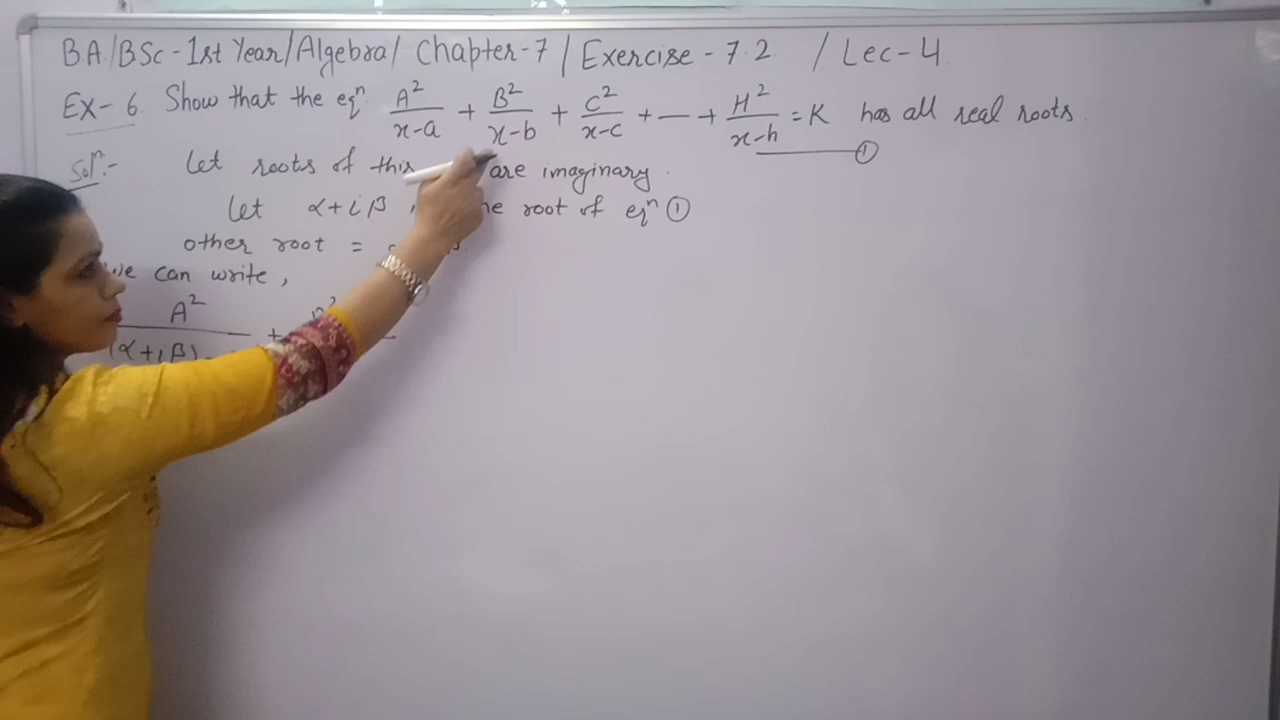 BA/BSc-1st Year/Algebra/ Chapter-7 / Exercise-7.2 / Lec-4
Ex-6. Show that the eqⁿ A²/(x-a) + B²/(x-b) + C²/(x-c) + — + H²/(x-h) = K has all real roots ①
Solⁿ:- Let roots of this are imaginary.
Let α+iβ root of eqⁿ ①
other root =
We can write,
A²/(α+iβ) +